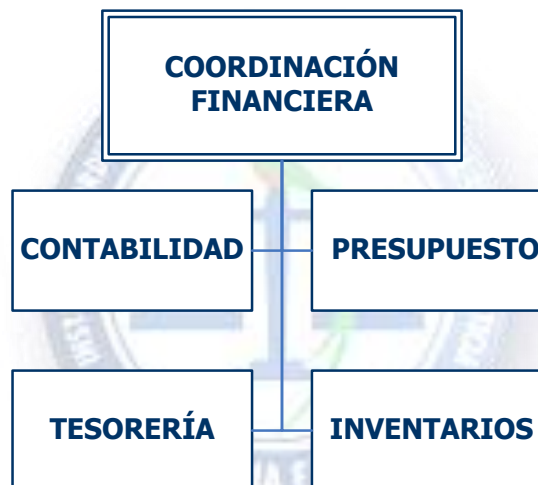 COORDINACIÓN
FINANCIERA
CONTABILIDAD
PRESUPUESTO
TESORERÍA
INVENTARIOS